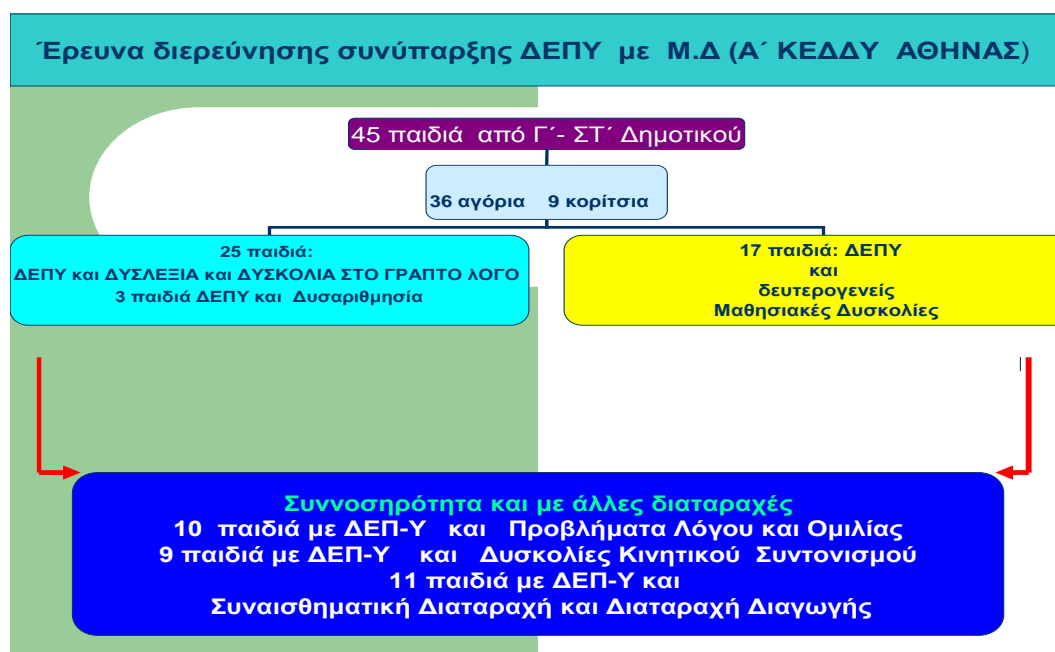 Έρευνα διερεύνησης συνύπαρξης ΔΕΠΥ με Μ.Δ (Α΄ ΚΕΔΔΥ ΑΘΗΝΑΣ)
45 παιδιά από Γ΄- ΣΤ΄ Δημοτικού
36 αγόρια 9 κορίτσια
25 παιδιά:
ΔΕΠΥ και ΔΥΣΛΕΞΙΑ και ΔΥΣΚΟΛΙΑ ΣΤΟ ΓΡΑΠΤΟ λΟΓΟ
3 παιδιά ΔΕΠΥ και Δυσαριθμησία
17 παιδιά: ΔΕΠΥ
και
δευτερογενείς
Μαθησιακές Δυσκολίες
Συννοσηρότητα και με άλλες διαταραχές
10 παιδιά με ΔΕΠ-Υ και Προβλήματα Λόγου και Ομιλίας
9 παιδιά με ΔΕΠ-Υ και Δυσκολίες Κινητικού Συντονισμού
11 παιδιά με ΔΕΠ-Υ και
Συναισθηματική Διαταραχή και Διαταραχή Διαγωγής